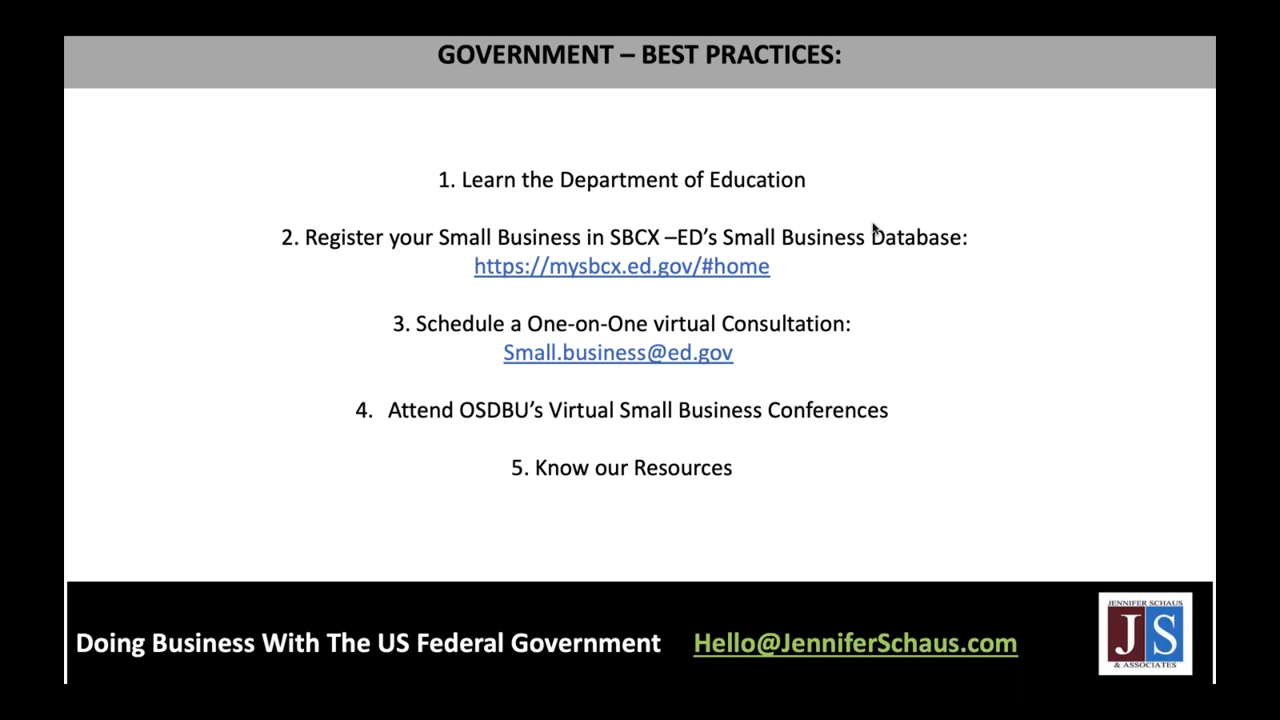 GOVERNMENT – BEST PRACTICES:
1. Learn the Department of Education
2. Register your Small Business in SBCX –ED’s Small Business Database:
https://mysbcx.ed.gov/#home
3. Schedule a One-on-One virtual Consultation:
Small.business@ed.gov
4. Attend OSDBU’s Virtual Small Business Conferences
5. Know our Resources
Doing Business With The US Federal Government Hello@JenniferSchaus.com
JENNIFER SCHAUS
JS
& ASSOCIATES